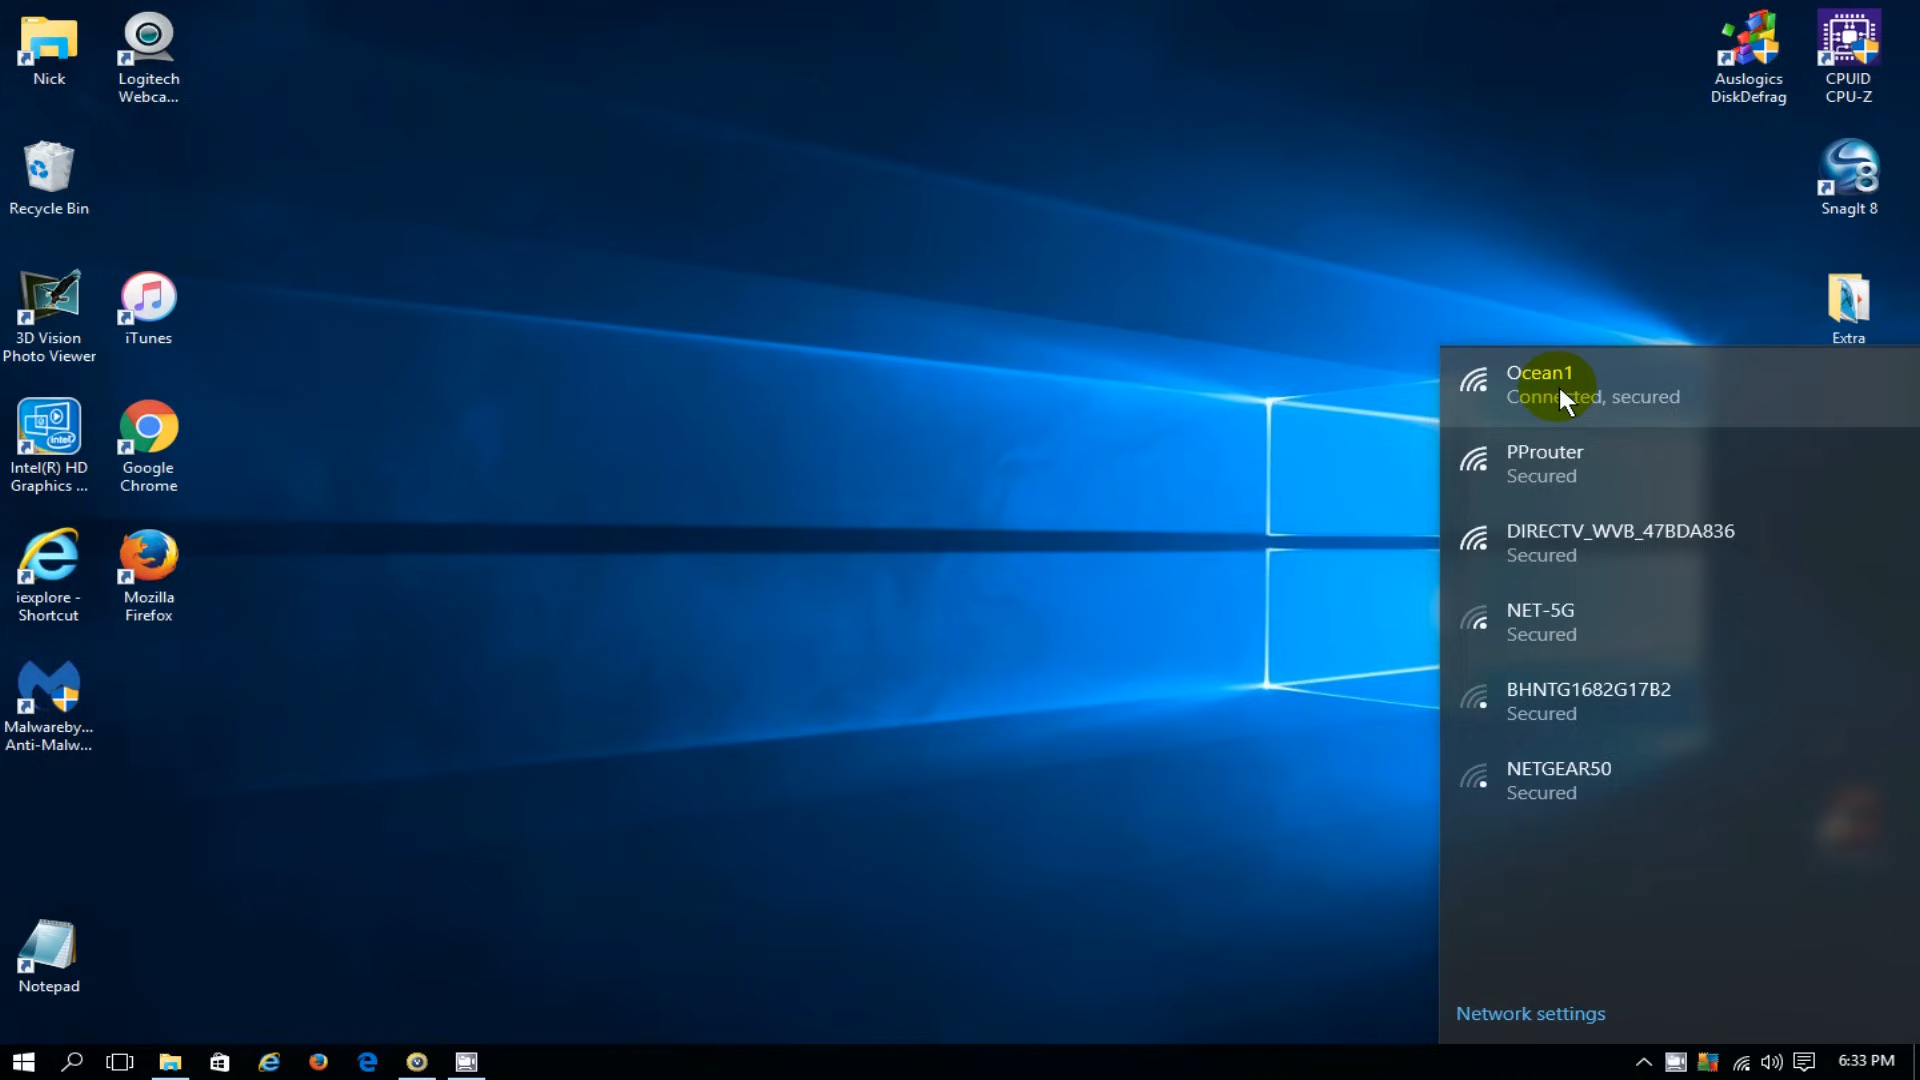 Nick
Logitech
Webca...
Recycle Bin
3D Vision
Photo Viewer
iTunes
Intel(R) HD
Graphics ...
Google
Chrome
iexplore -
Shortcut
Mozilla
Firefox
Malwareby...
Anti-Malw...
Notepad
Auslogics
DiskDefrag
CPUID
CPU-Z
SnagIt 8
Extra
Ocean1
Connected, secured
PProuter
Secured
DIRECTV_WVB_47BDA836
Secured
NET-5G
Secured
BHNTG1682G17B2
Secured
NETGEAR50
Secured
Network settings
6:33 PM